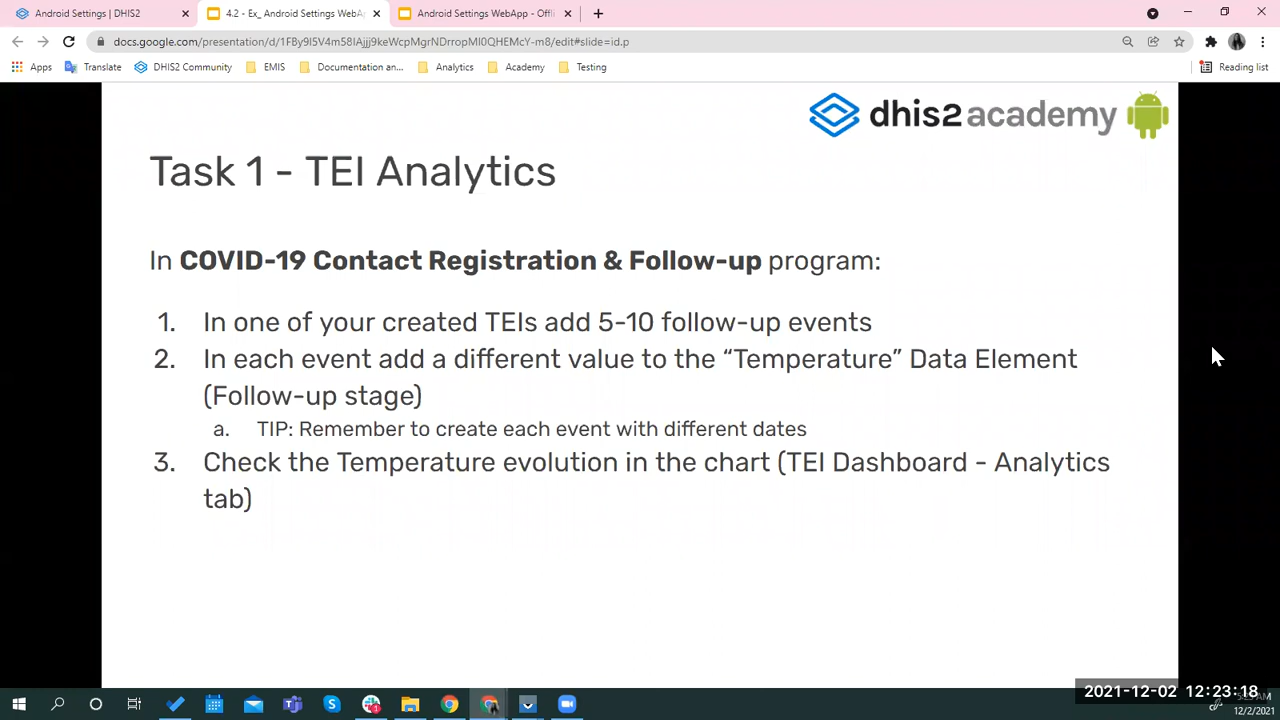 Android Settings | DHIS2
4.2 - Ex_ Android Settings WebAp
Android Settings WebApp - Offli
docs.google.com/presentation/d/1FBy9I5V4m58IAjjj9keWcpMgrNDrropMI0QHEMcY-m8/edit#slide=id.p
Apps
Translate
DHIS2 Community
EMIS
Documentation an...
Analytics
Academy
Testing
Reading list
dhis2 academy
Task 1 - TEI Analytics
In COVID-19 Contact Registration & Follow-up program:
1. In one of your created TEIs add 5-10 follow-up events
2. In each event add a different value to the “Temperature” Data Element
(Follow-up stage)
a. TIP: Remember to create each event with different dates
3. Check the Temperature evolution in the chart (TEI Dashboard - Analytics
tab)
2021-12-02 12:23:18
12/2/2021